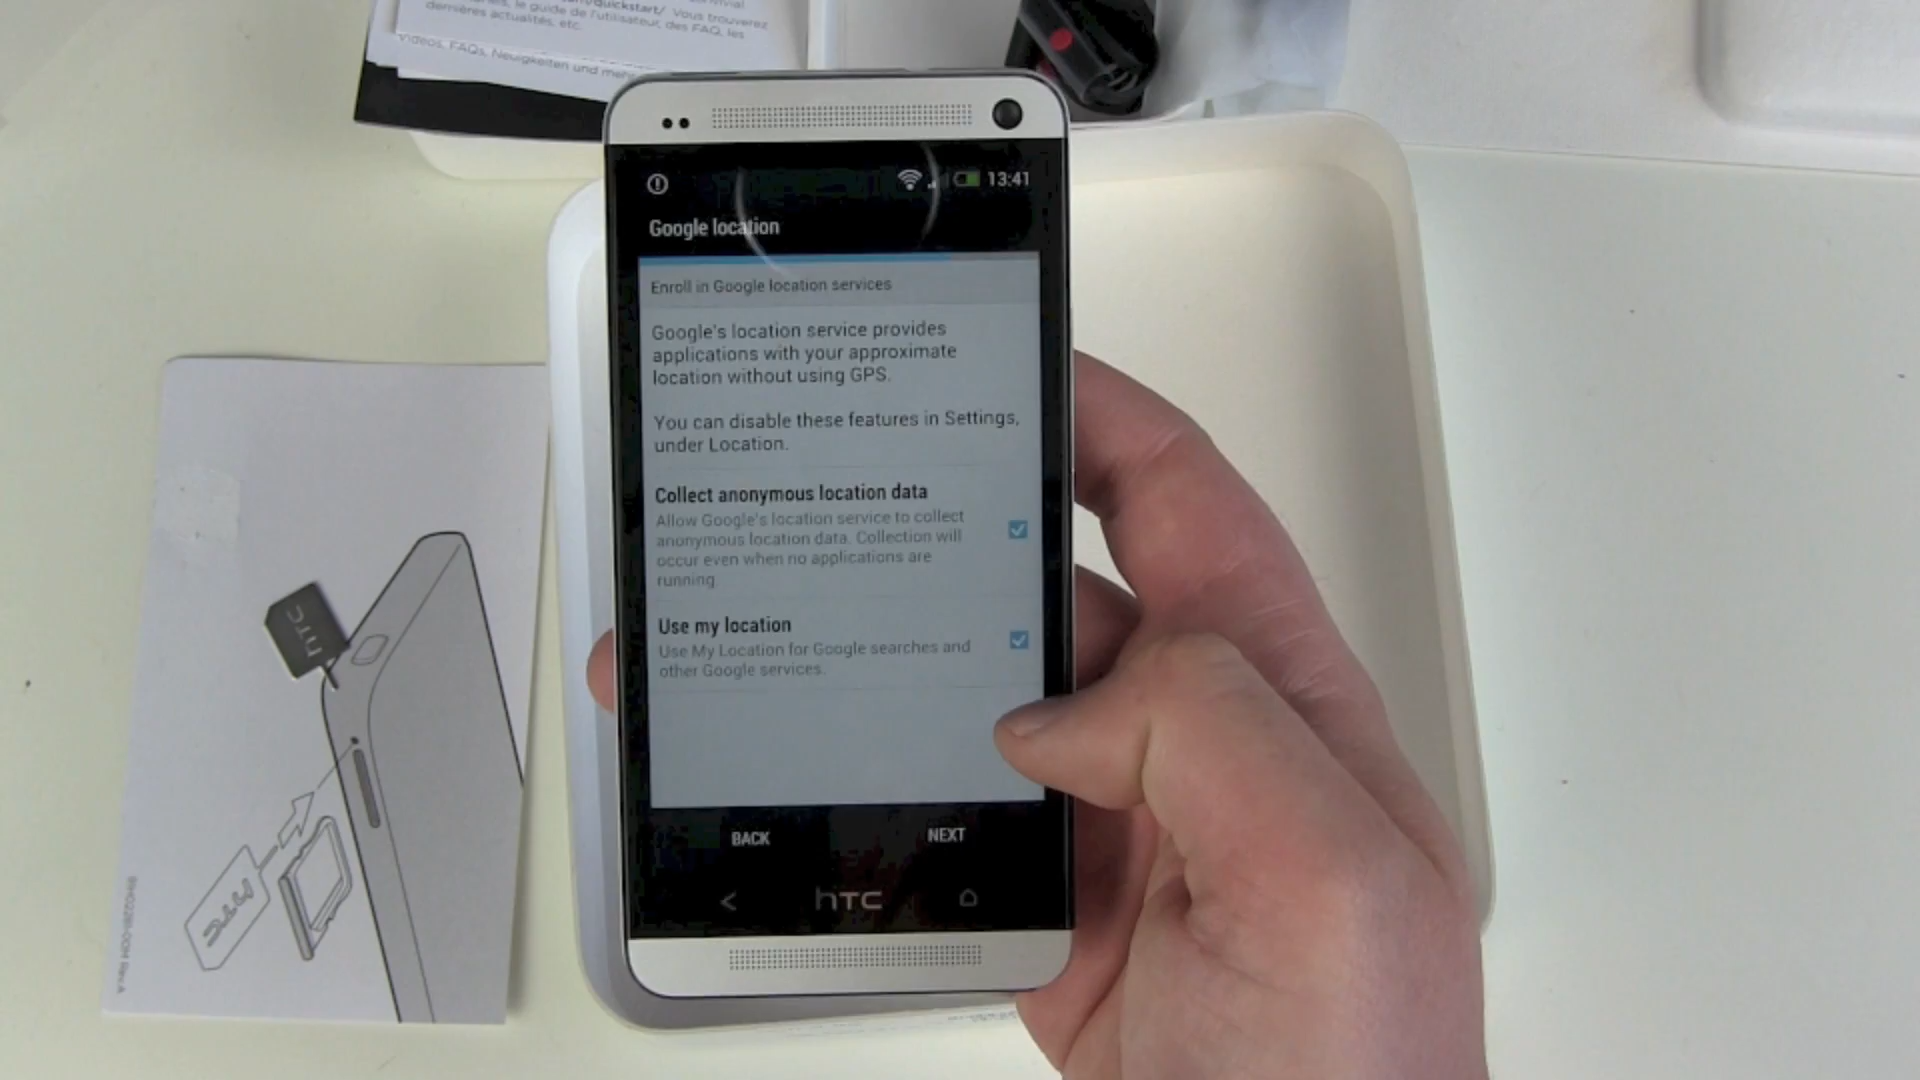 quickstart/ Vous trouverez
le guide de l'utilisateur, des FAQ, les
dernières actualités, etc.
Videos, FAQs, Neuigkeiten und mehr
13:41
Google location
Enroll in Google location services
Google's location service provides
applications with your approximate
location without using GPS.
You can disable these features in Settings,
under Location.
Collect anonymous location data
Allow Google's location service to collect
anonymous location data. Collection will
occur even when no applications are
running.
Use my location
Use My Location for Google searches and
other Google services.
BACK
NEXT
hTC
hTC
hTC